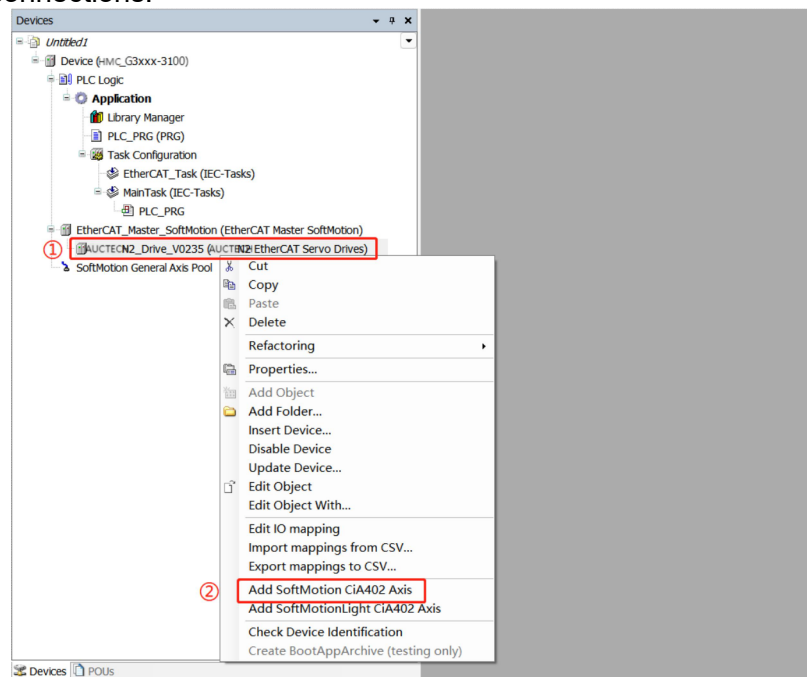 connections.
Devices
Untitled1
Device (HMC_G3xxx-3100)
PLC Logic
Application
Library Manager
PLC_PRG (PRG)
Task Configuration
EtherCAT_Task (IEC-Tasks)
MainTask (IEC-Tasks)
PLC_PRG
EtherCAT_Master_SoftMotion (EtherCAT Master SoftMotion)
① AUCTECHN2_Drive_V0235 (AUCTECHN2 EtherCAT Servo Drives)
SoftMotion General Axis Pool
Cut
Copy
Paste
Delete
Refactoring
Properties...
Add Object
Add Folder...
Insert Device...
Disable Device
Update Device...
Edit Object
Edit Object With...
Edit IO mapping
Import mappings from CSV...
Export mappings to CSV...
② Add SoftMotion CiA402 Axis
Add SoftMotionLight CiA402 Axis
Check Device Identification
Create BootAppArchive (testing only)
Devices POUs